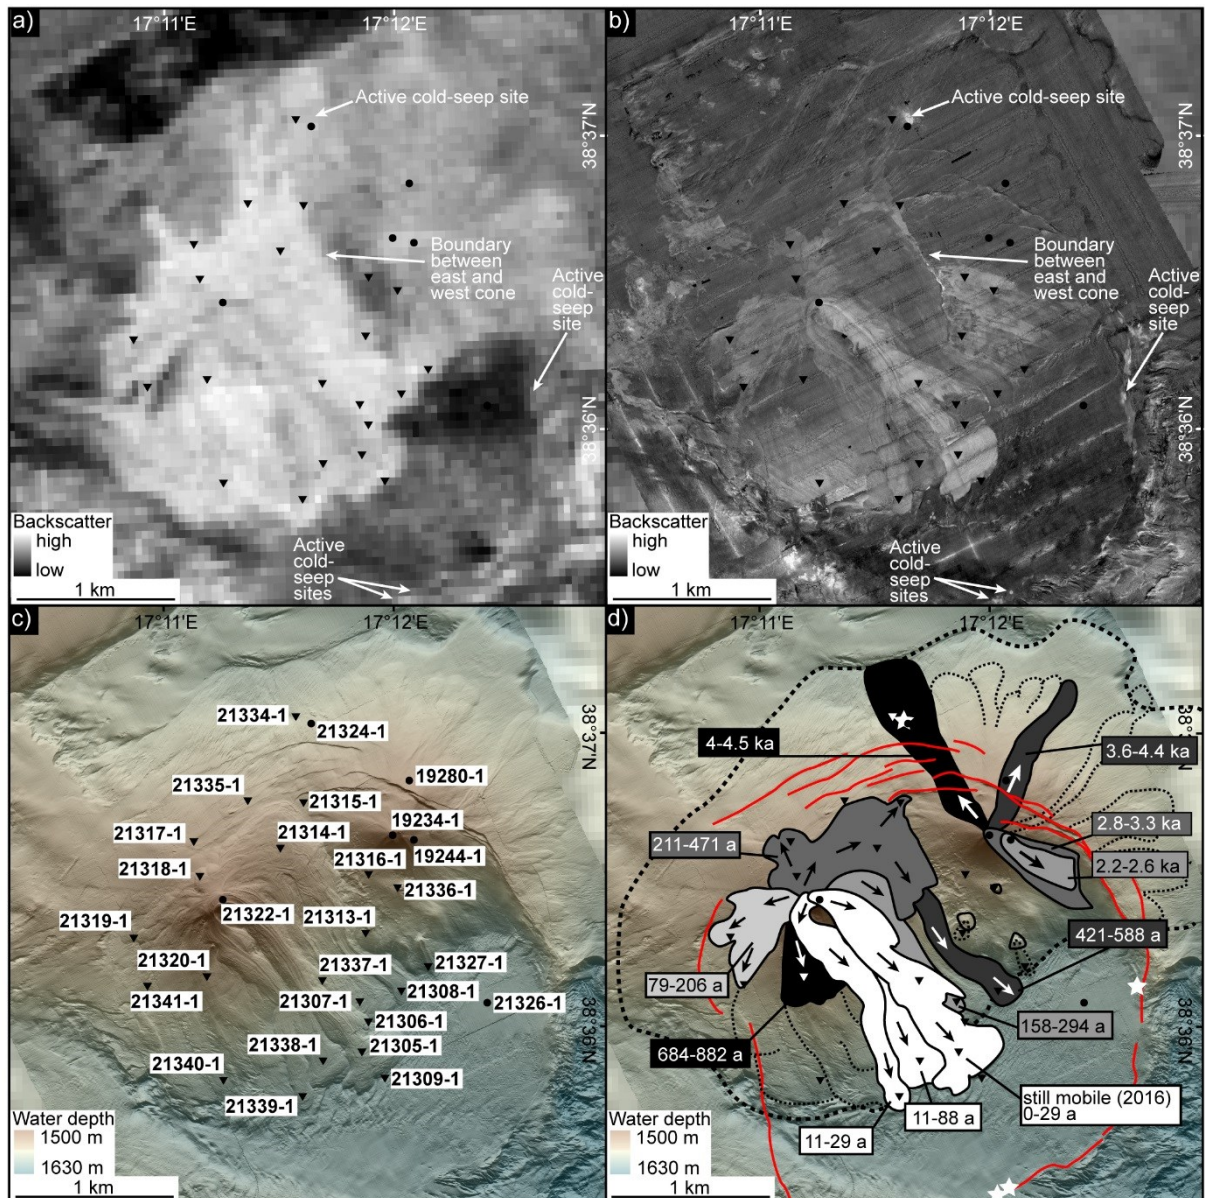 a)
17°11'E
17°12'E
Active cold-seep site
38°37'N
Boundary
between
east and
west cone
Active
cold-
seep
site
38°36'N
Backscatter
high
low
1 km
Active
cold-
seep
sites
b)
17°11'E
17°12'E
Active cold-seep site
38°37'N
Boundary
between
east and
west cone
Active
cold-
seep
site
38°36'N
Backscatter
high
low
1 km
Active
cold-
seep
sites
c)
17°11'E
17°12'E
21334-1
21324-1
38°37'N
19280-1
21335-1
21315-1
19234-1
21317-1
21314-1
19244-1
21318-1
21316-1
21336-1
21322-1
21319-1
21313-1
21320-1
21337-1
21327-1
21341-1
21308-1
21307-1
21326-1
21306-1
38°36'N
21338-1
21305-1
21340-1
21309-1
21339-1
Water depth
1500 m
1630 m
1 km
d)
17°11'E
17°12'E
4-4.5 ka
3.6-4.4 ka
2.8-3.3 ka
211-471 a
2.2-2.6 ka
421-588 a
79-206 a
158-294 a
38°36'N
684-882 a
still mobile (2016)
0-29 a
11-88 a
11-29 a
Water depth
1500 m
1630 m
1 km